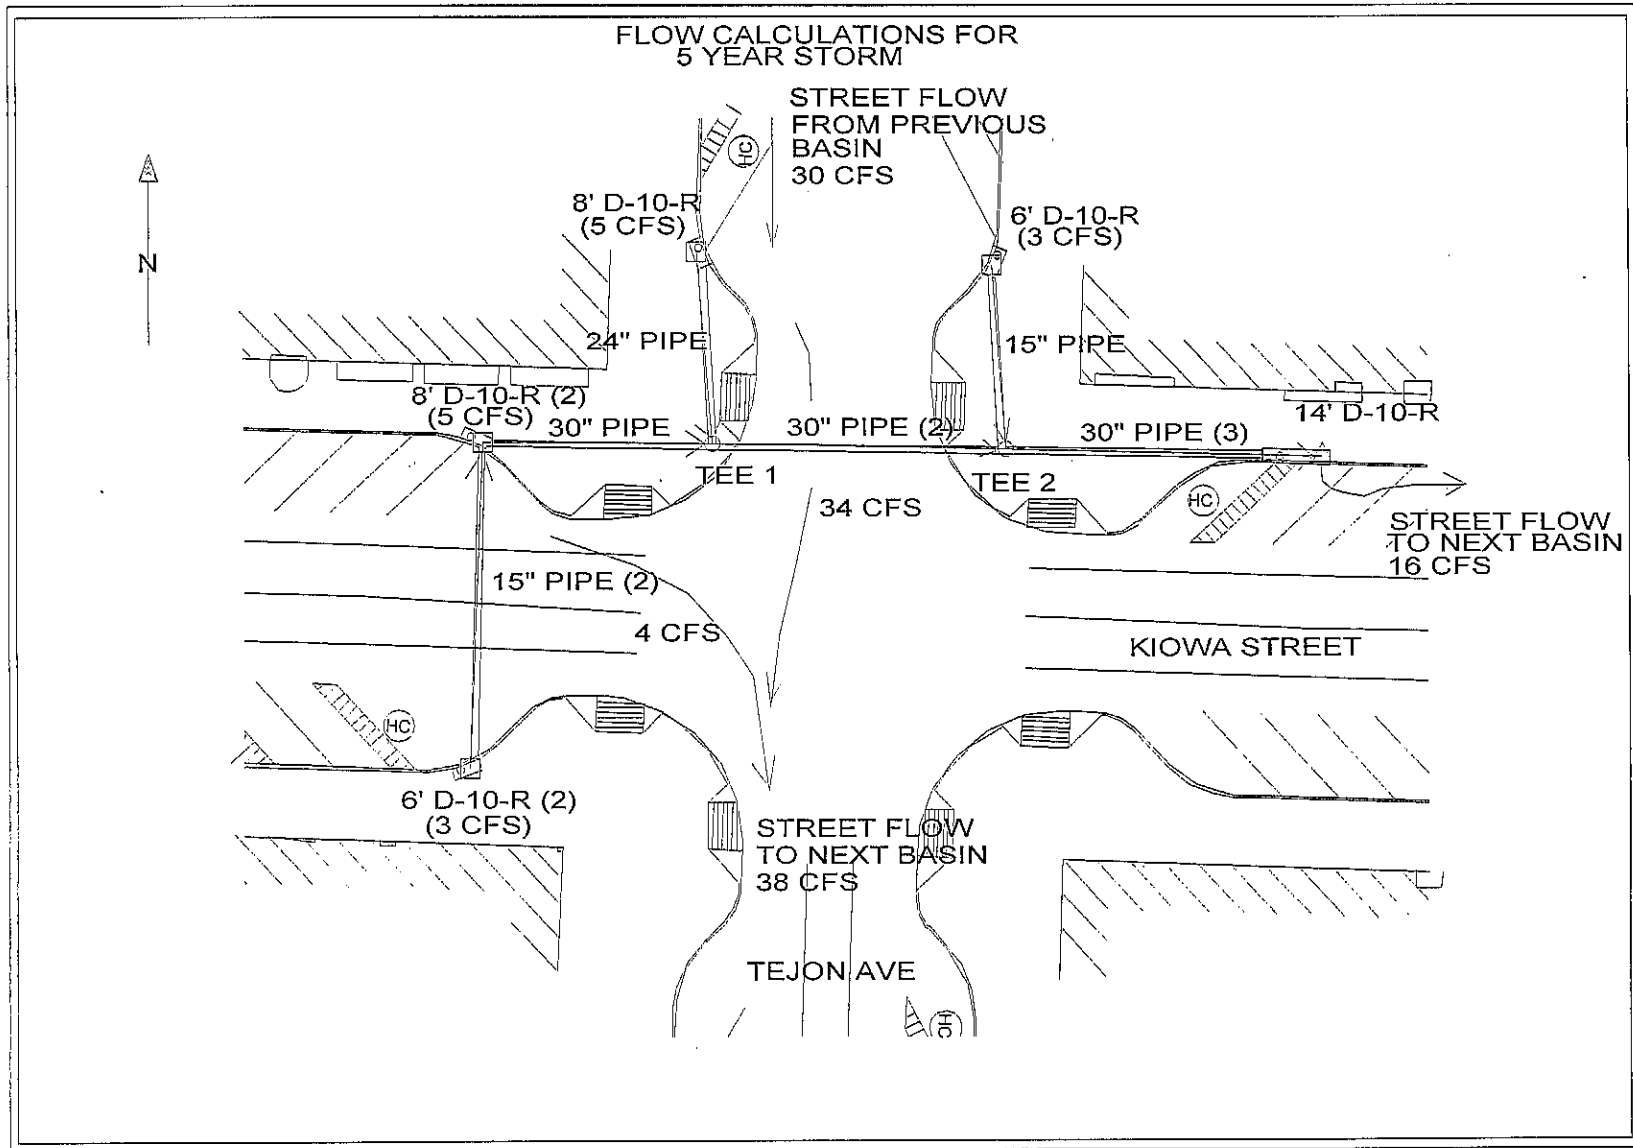 FLOW CALCULATIONS FOR
5 YEAR STORM
STREET FLOW
FROM PREVIOUS
BASIN
30 CFS
HC
8' D-10-R
(5 CFS)
6' D-10-R
(3 CFS)
N
24" PIPE
15" PIPE
8' D-10-R (2)
(5 CFS)
14' D-10-R
30" PIPE
30" PIPE (2)
30" PIPE (3)
TEE 1
TEE 2
HC
34 CFS
STREET FLOW
TO NEXT BASIN
16 CFS
15" PIPE (2)
4 CFS
KIOWA STREET
HC
6' D-10-R (2)
(3 CFS)
STREET FLOW
TO NEXT BASIN
38 CFS
TEJON AVE
HC